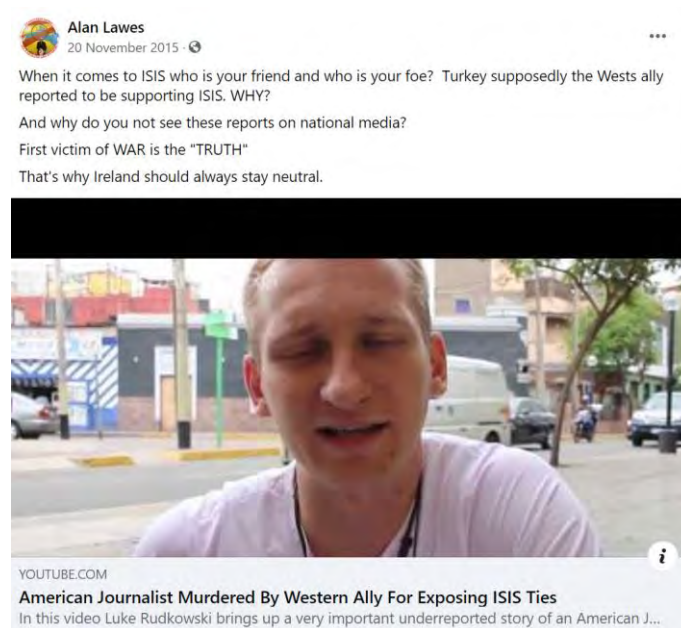 Alan Lawes
20 November 2015
When it comes to ISIS who is your friend and who is your foe?  Turkey supposedly the Wests ally
reported to be supporting ISIS. WHY?
And why do you not see these reports on national media?
First victim of WAR is the "TRUTH"
That's why Ireland should always stay neutral.
YOUTUBE.COM
American Journalist Murdered By Western Ally For Exposing ISIS Ties
In this video Luke Rudkowski brings up a very important underreported story of an American J...